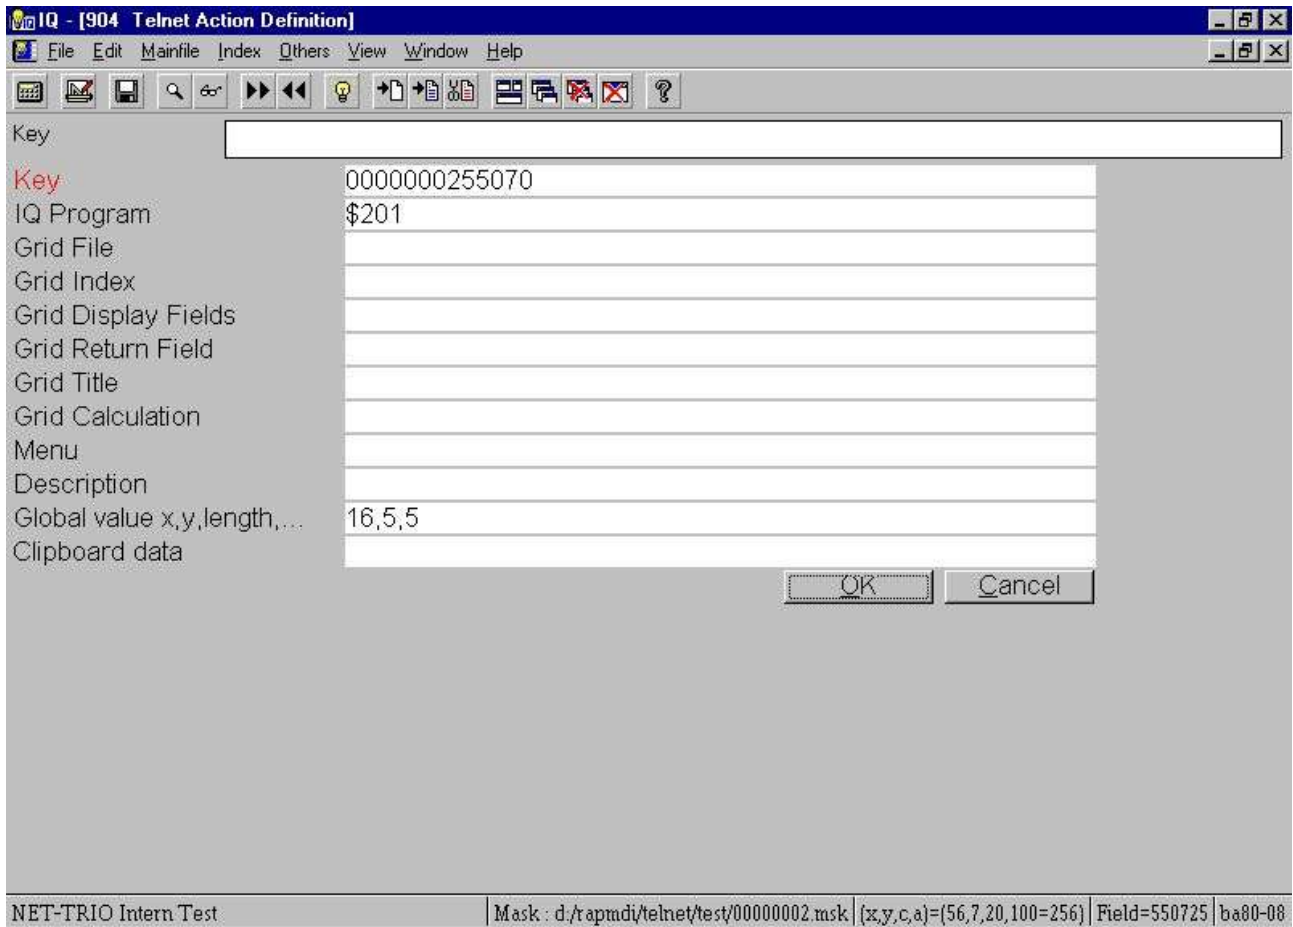 IQ - [904 Telnet Action Definition]
File Edit Mainfile Index Others View Window Help
Key
Key 0000000255070
IQ Program $201
Grid File
Grid Index
Grid Display Fields
Grid Return Field
Grid Title
Grid Calculation
Menu
Description
Global value x,y,length,... 16,5,5
Clipboard data
OK Cancel
NET-TRIO Intern Test Mask : d:/rapmdi/telnet/test/00000002.msk (x,y,c,a)=(56,7,20,100=256) Field=550725 ba80-08